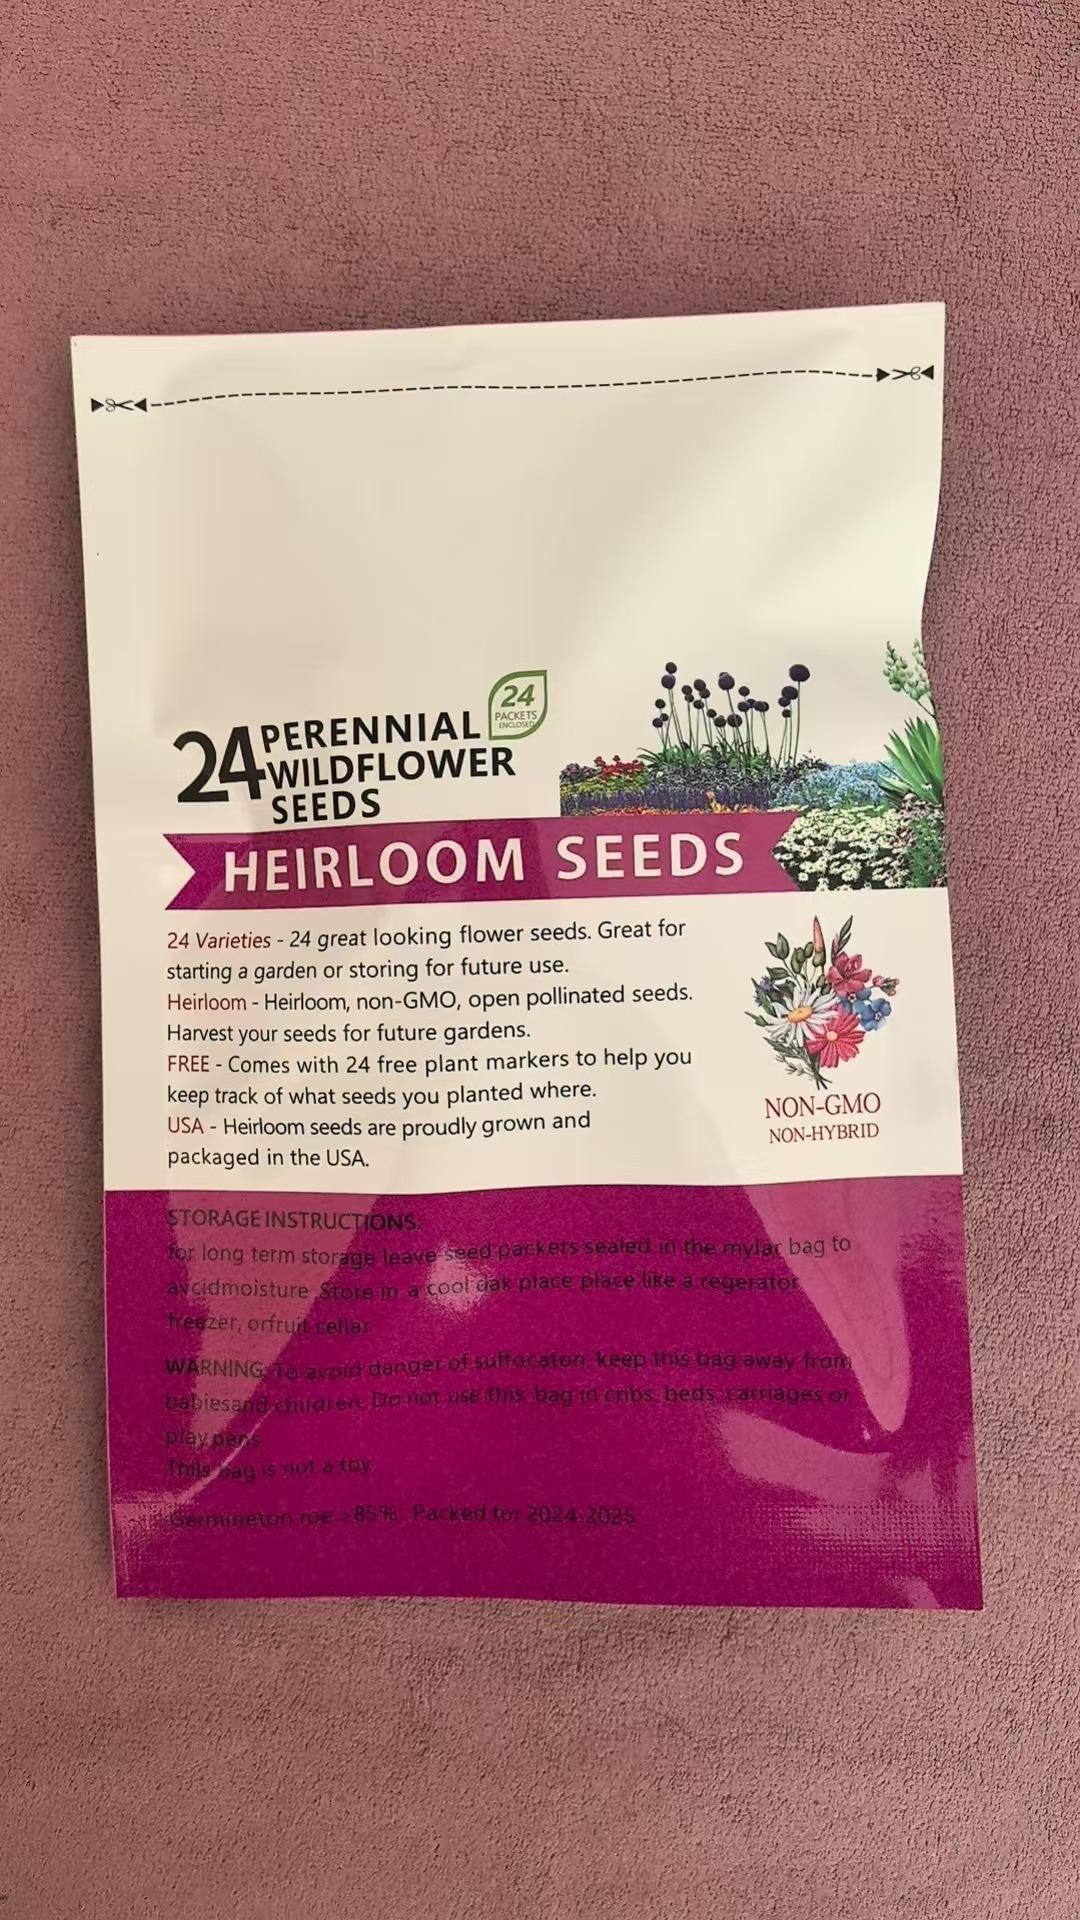 24 PERENNIAL
WILDFLOWER
SEEDS
24
PACKETS
ENCLOSED
HEIRLOOM SEEDS
24 Varieties - 24 great looking flower seeds. Great for
starting a garden or storing for future use.
Heirloom - Heirloom, non-GMO, open pollinated seeds.
Harvest your seeds for future gardens.
FREE - Comes with 24 free plant markers to help you
keep track of what seeds you planted where.
USA - Heirloom seeds are proudly grown and
packaged in the USA.
NON-GMO
NON-HYBRID
STORAGE INSTRUCTIONS:
for long term storage leave seed packets sealed in the mylar bag to
avcidmoisture .Store in a cool dak place place like a regerator
freezer, orfruit cellar
WARNING: To avoid danger of suffocaton, keep this bag away from
babiesand children. Do not use this bag in cribs, beds, carriages or
play pens
Thils bag is not a toy
Germineton roe >85% Packed for 2024-2025